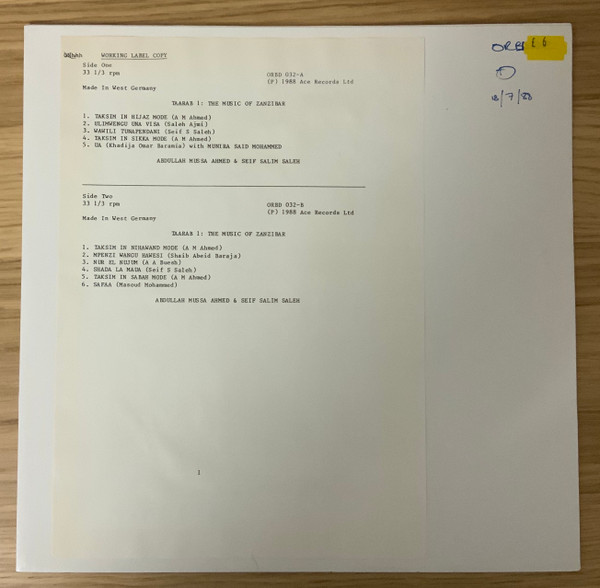 WORKING LABEL COPY
Side One
33 1/3 rpm
ORBD 032-A
(P) 1988 Ace Records Ltd
Made In West Germany
TAARAB 1: THE MUSIC OF ZANZIBAR
1. TAKSIM IN HIJAZ MODE (A M Ahmed)
2. ULIMWENGU UNA VISA (Saleh Ajmi)
3. WAWILI TUNAPENDANI (Seif S Saleh)
4. TAKSIM IN SIKKA MODE (A M Ahmed)
5. UA (Khadija Omar Baramia) with MUNIRA SAID MOHAMMED
ABDULLAH MUSSA AHMED & SEIF SALIM SALEH
Side Two
33 1/3 rpm
ORBD 032-B
(P) 1988 Ace Records Ltd
Made In West Germany
TAARAB 1: THE MUSIC OF ZANZIBAR
1. TAKSIM IN NUHAWAND MODE (A M Ahmed)
2. MPENZI WANGU HAWESI (Shaib Abeid Baraja)
3. NUR EL NUJUM (A A Boesh)
4. SHADA LA MAUA (Seif S Saleh)
5. TAKSIM IN SABAH MODE (A M Ahmed)
6. SAFAA (Masoud Mohammed)
ABDULLAH MUSSA AHMED & SEIF SALIM SALEH
1
£ 6